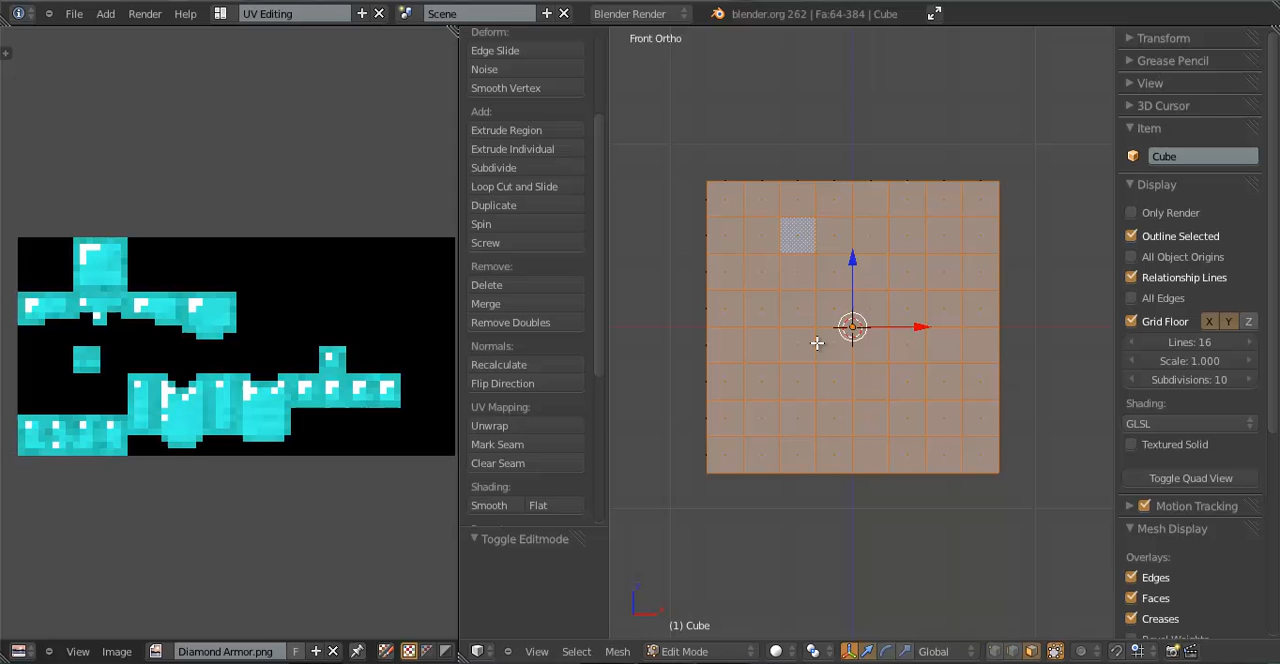 File Add Render Help UV Editing Scene Blender Render blender.org 262 | Fa:64-384 | Cube
Deform:
Edge Slide
Noise
Smooth Vertex
Add:
Extrude Region
Extrude Individual
Subdivide
Loop Cut and Slide
Duplicate
Spin
Screw
Remove:
Delete
Merge
Remove Doubles
Normals:
Recalculate
Flip Direction
UV Mapping:
Unwrap
Mark Seam
Clear Seam
Shading:
Smooth Flat
Toggle Editmode
Front Ortho
(1) Cube
Transform
Grease Pencil
View
3D Cursor
Item
Cube
Display
Only Render
Outline Selected
All Object Origins
Relationship Lines
All Edges
Grid Floor X Y Z
Lines: 16
Scale: 1.000
Subdivisions: 10
Shading:
GLSL
Textured Solid
Toggle Quad View
Motion Tracking
Mesh Display
Overlays:
Edges
Faces
Creases
View Image Diamond Armor.png F View Select Mesh Edit Mode Global